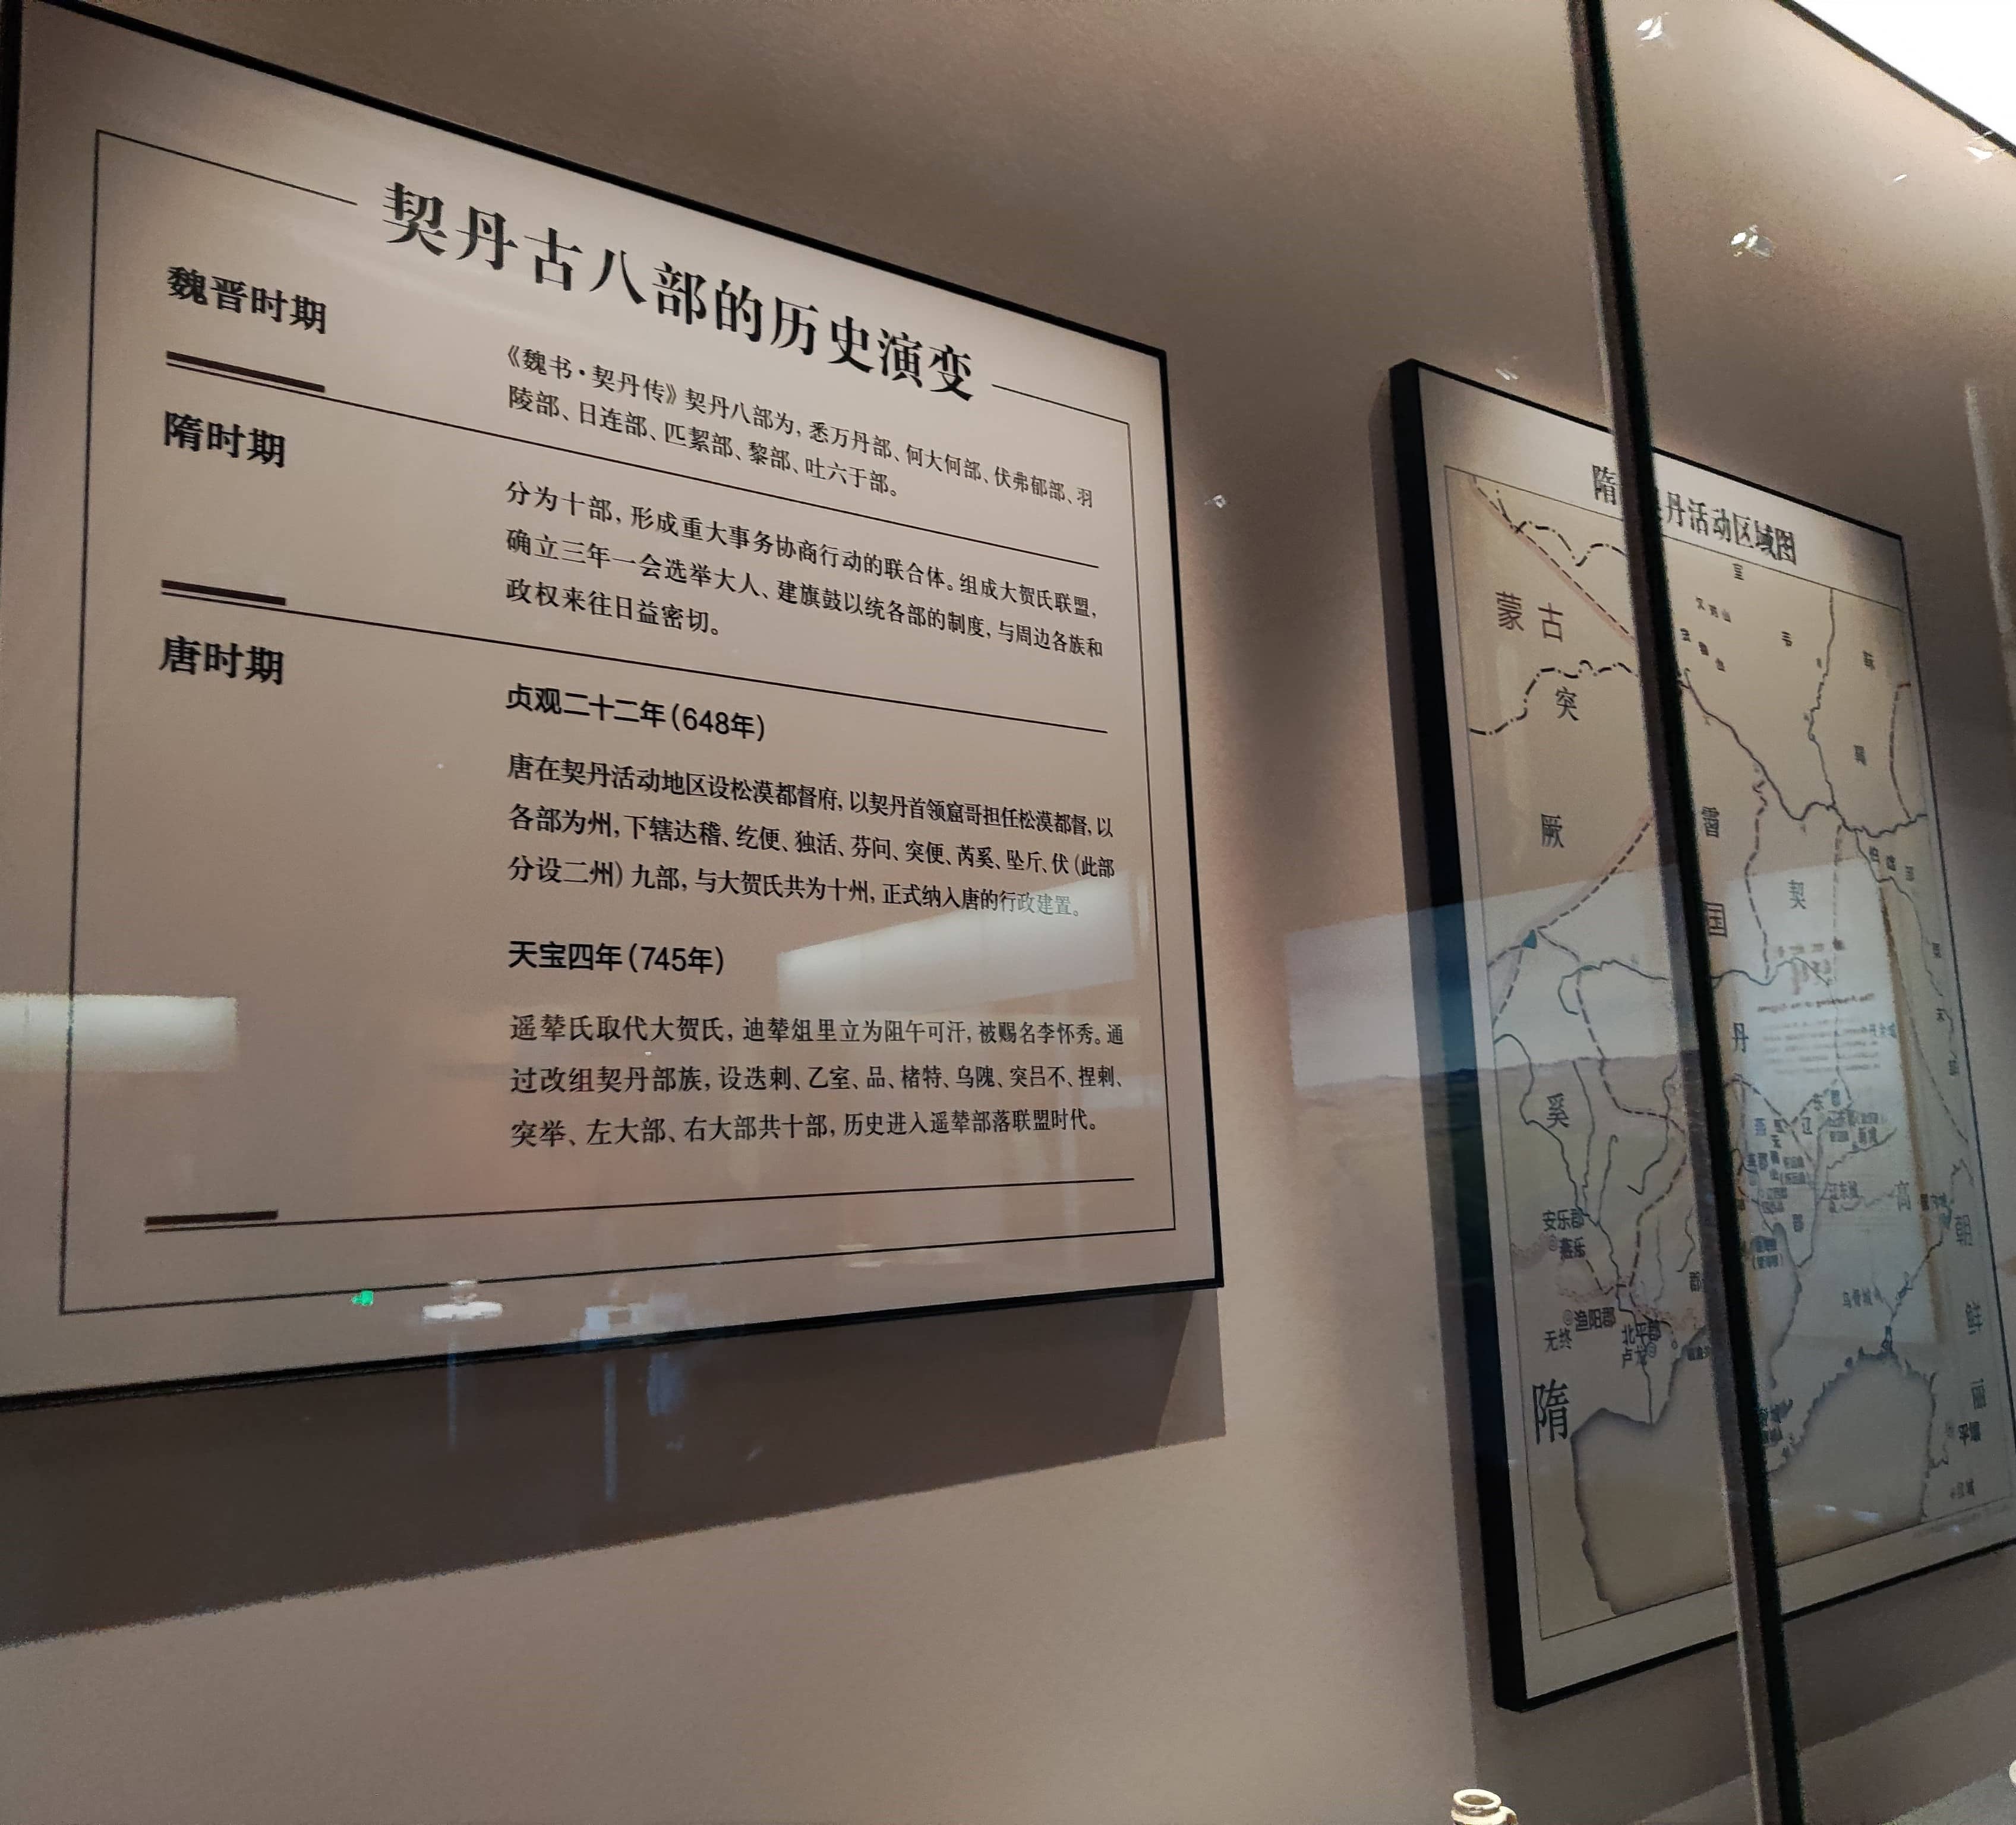 契丹古八部的历史演变
魏晋时期
《魏书·契丹传》契丹八部为，悉万丹部、何大何部、伏弗郁部、羽
陵部、日连部、匹絜部、黎部、吐六于部。
隋时期
分为十部，形成重大事务协商行动的联合体。组成大贺氏联盟，
确立三年一会选举大人、建旗鼓以统各部的制度，与周边各族和
政权来往日益密切。
唐时期
贞观二十二年（648年）
唐在契丹活动地区设松漠都督府，以契丹首领窟哥担任松漠都督，以
各部为州，下辖达稽、纥便、独活、芬问、突便、芮奚、坠斤、伏（此部
分设二州）九部，与大贺氏共为十州，正式纳入唐的行政建置。
天宝四年（745年）
遥辇氏取代大贺氏，迪辇俎里立为阻午可汗，被赐名李怀秀。通
过改组契丹部族，设迭剌、乙室、品、楮特、乌隗、突吕不、捏剌、
突举、左大部、右大部共十部，历史进入遥辇部落联盟时代。
隋 丹活动区域图
室
韦
蒙古
突
厥
霫
国
契
丹
奚
安乐郡
燕乐
渔阳郡
无终
北平郡
卢龙
隋
高
朝
鲜